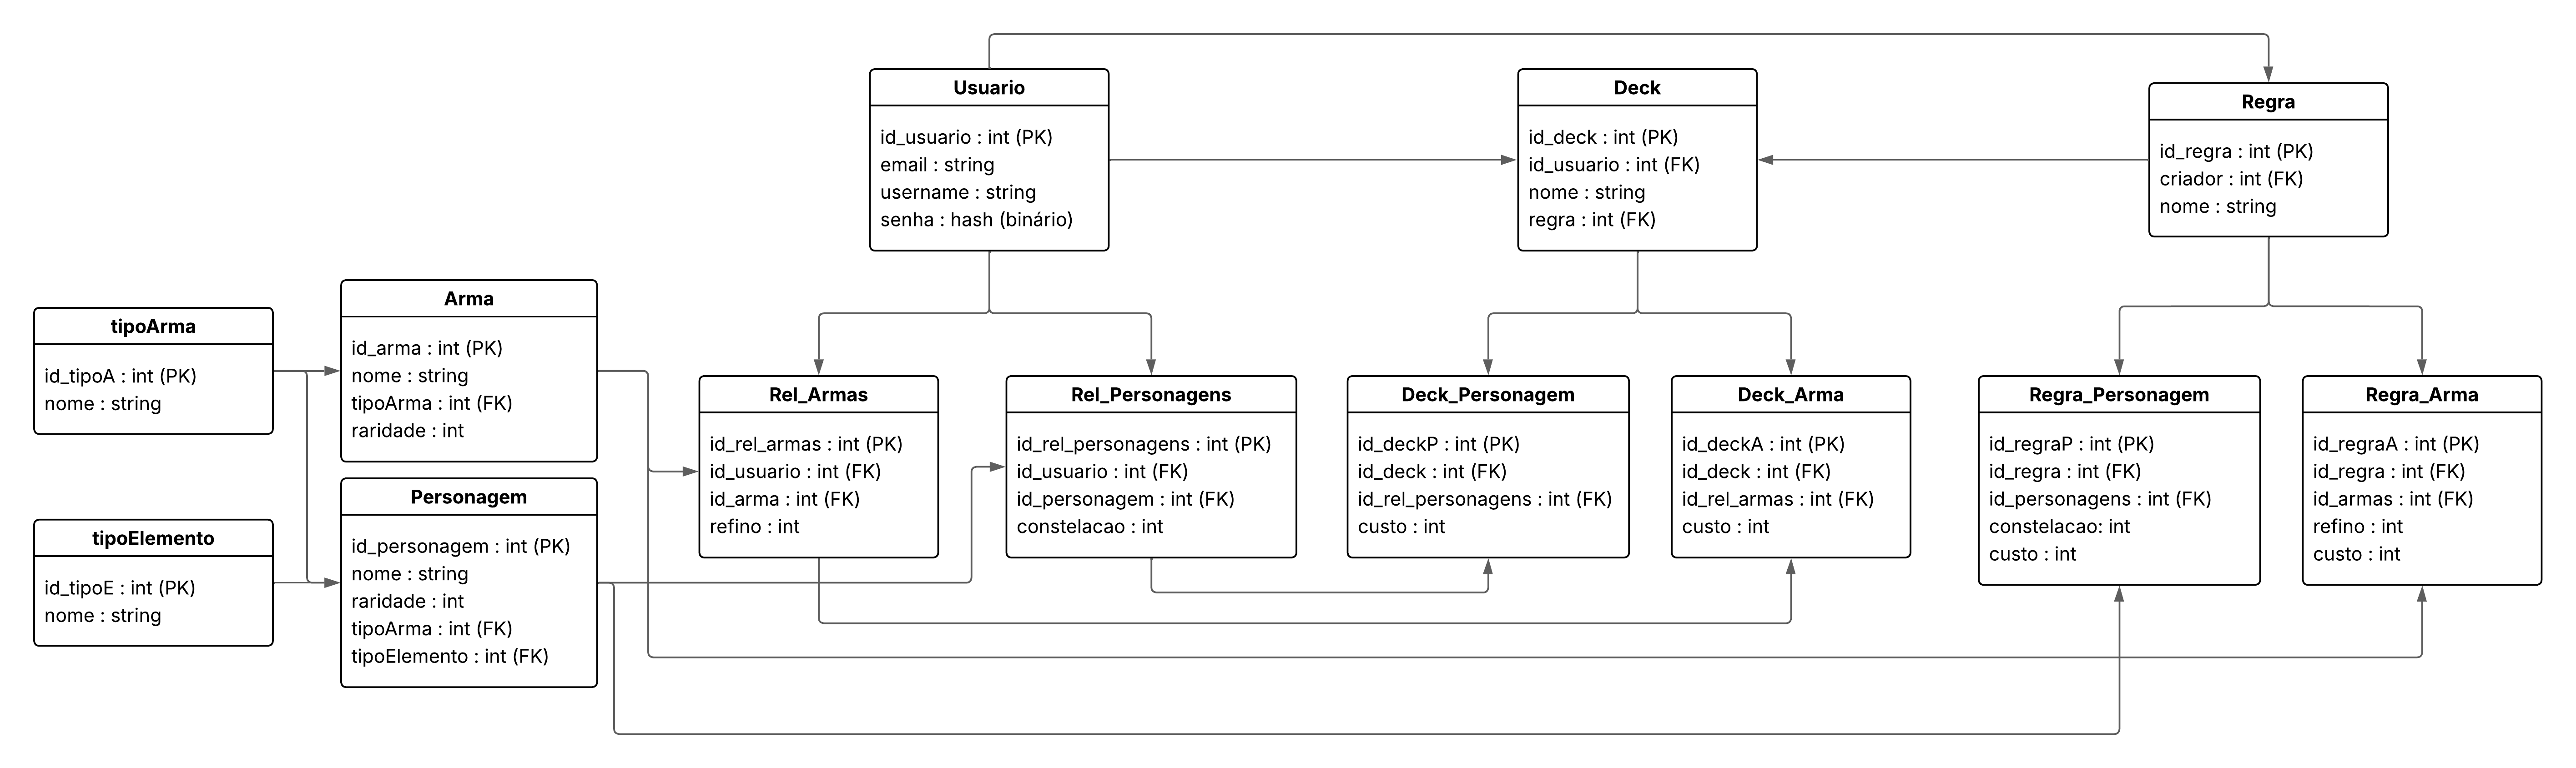 Usuario
id_usuario : int (PK)
email : string
username : string
senha : hash (binário)
Deck
id_deck : int (PK)
id_usuario : int (FK)
nome : string
regra : int (FK)
Regra
id_regra : int (PK)
criador : int (FK)
nome : string
tipoArma
id_tipoA : int (PK)
nome : string
Arma
id_arma : int (PK)
nome : string
tipoArma : int (FK)
raridade : int
tipoElemento
id_tipoE : int (PK)
nome : string
Personagem
id_personagem : int (PK)
nome : string
raridade : int
tipoArma : int (FK)
tipoElemento : int (FK)
Rel_Armas
id_rel_armas : int (PK)
id_usuario : int (FK)
id_arma : int (FK)
refino : int
Rel_Personagens
id_rel_personagens : int (PK)
id_usuario : int (FK)
id_personagem : int (FK)
constelacao : int
Deck_Personagem
id_deckP : int (PK)
id_deck : int (FK)
id_rel_personagens : int (FK)
custo : int
Deck_Arma
id_deckA : int (PK)
id_deck : int (FK)
id_rel_armas : int (FK)
custo : int
Regra_Personagem
id_regraP : int (PK)
id_regra : int (FK)
id_personagens : int (FK)
constelacao: int
custo : int
Regra_Arma
id_regraA : int (PK)
id_regra : int (FK)
id_armas : int (FK)
refino : int
custo : int